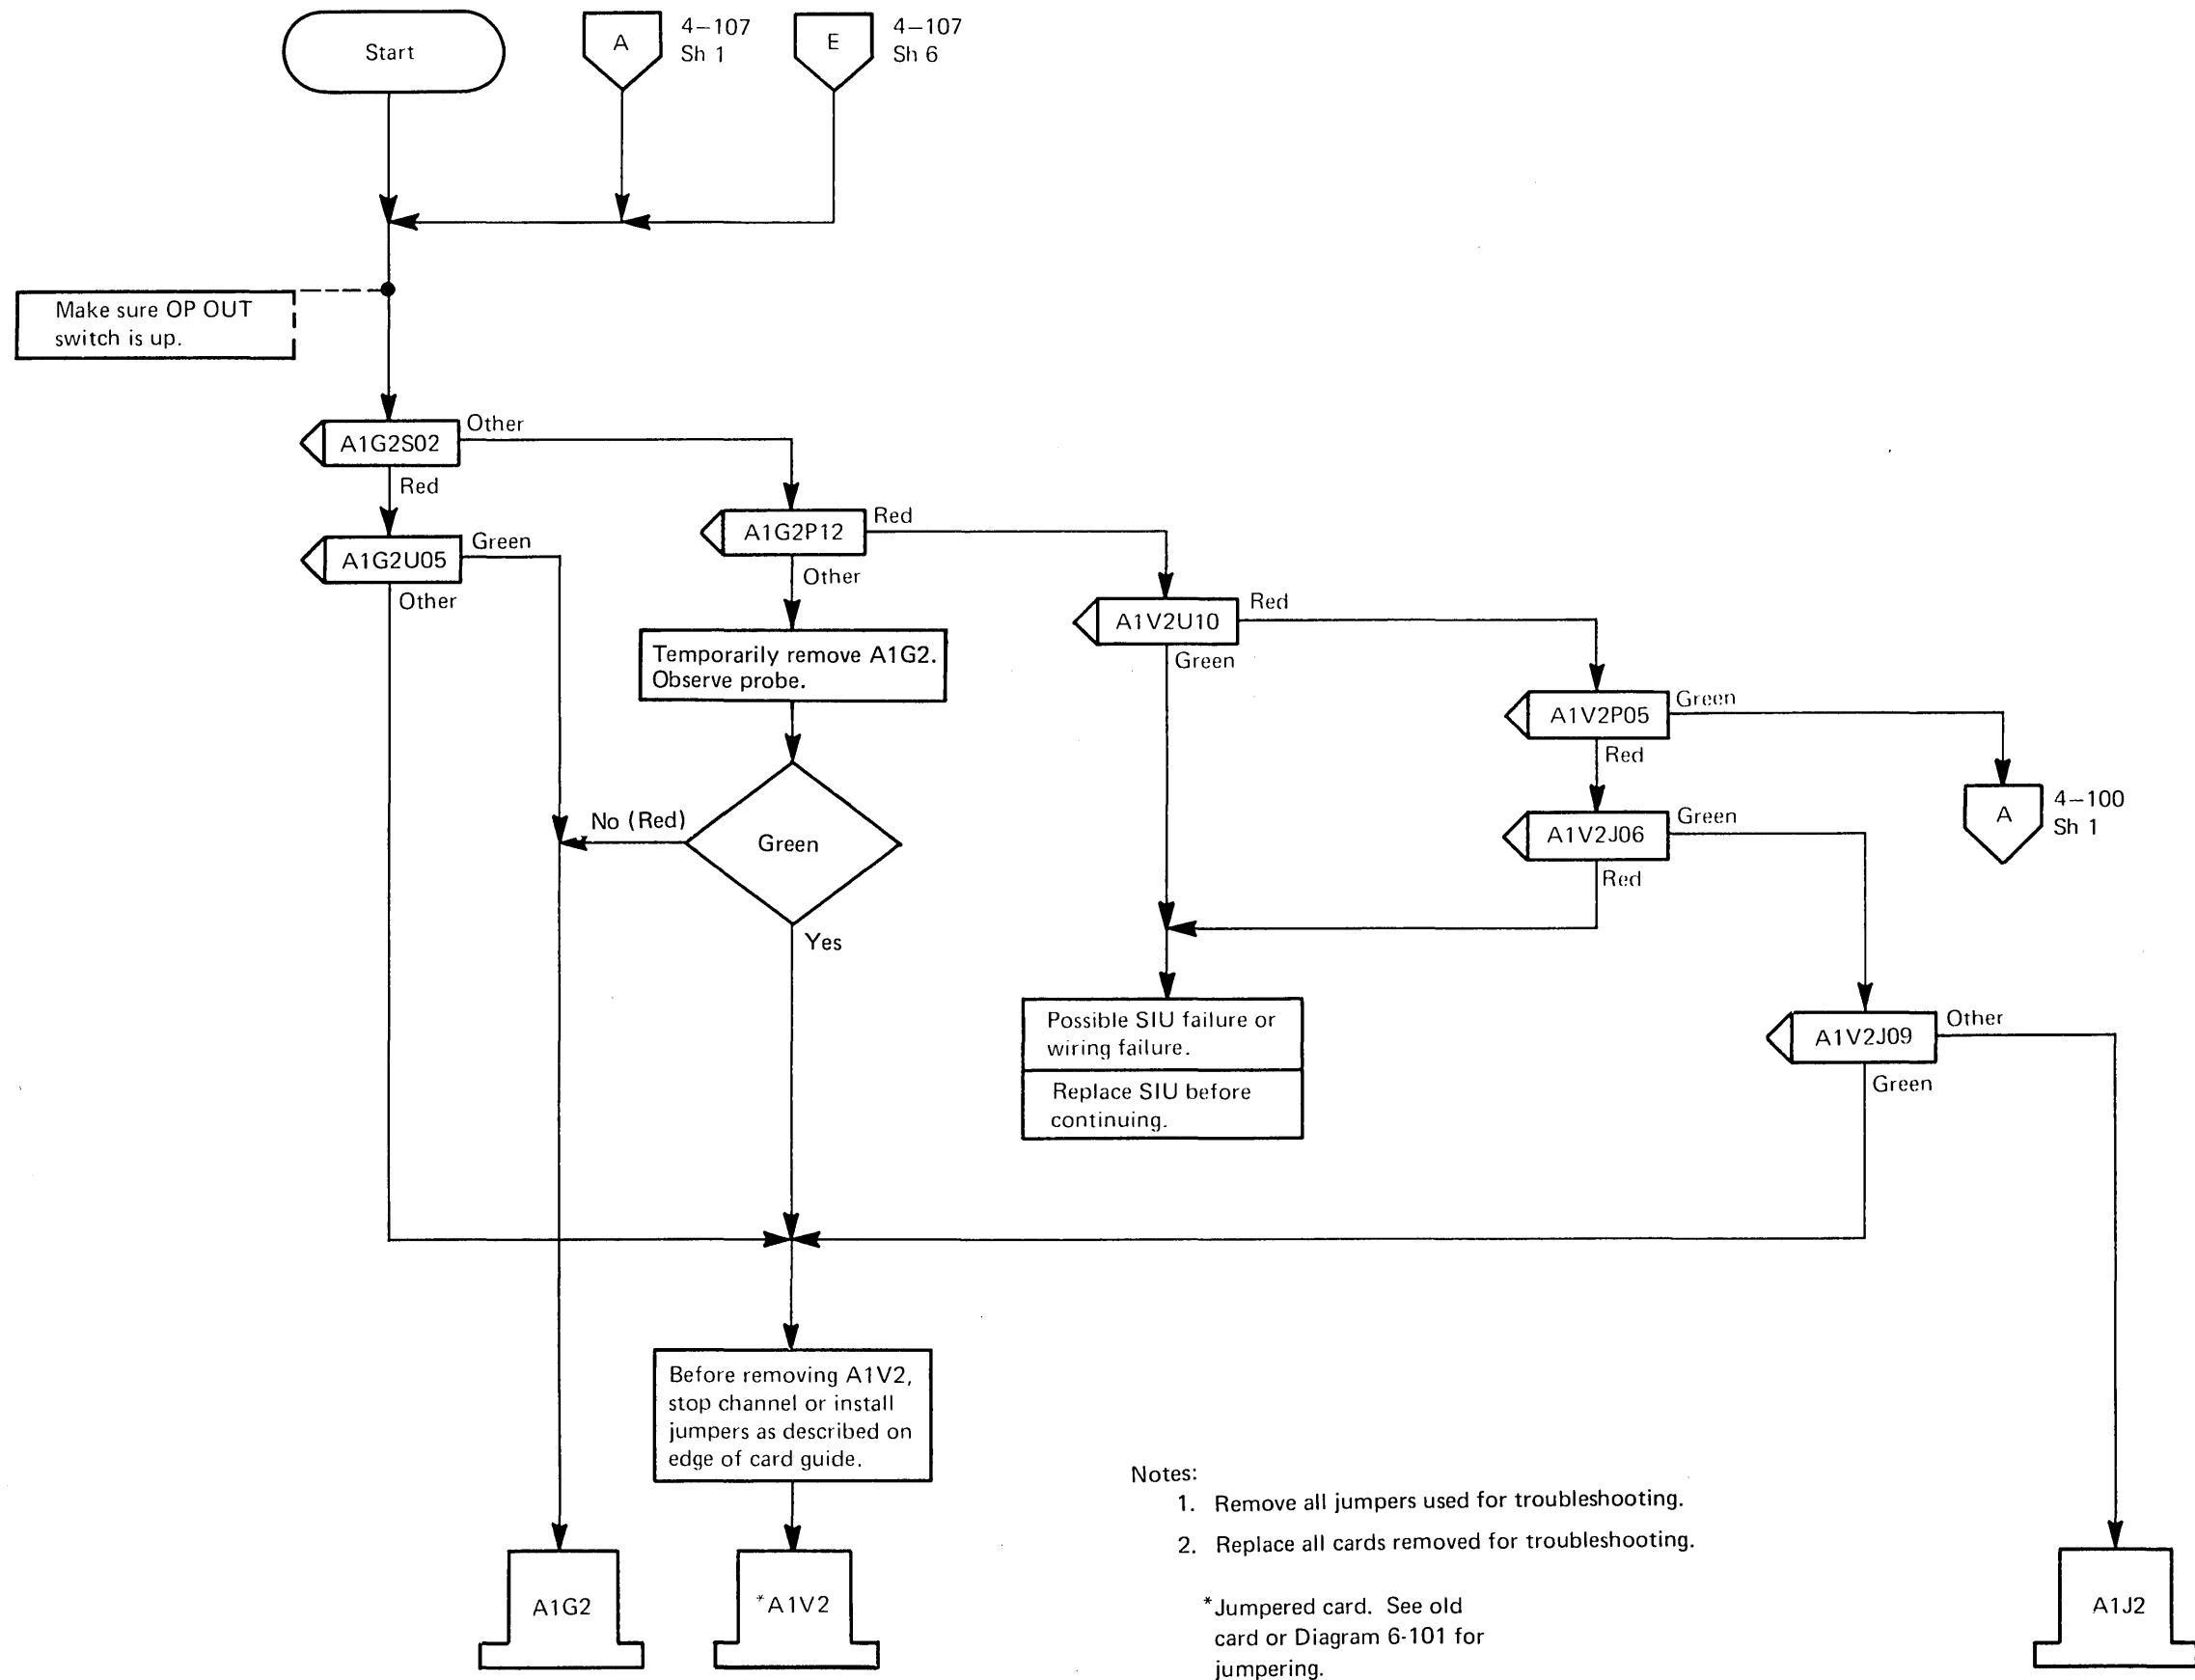 Start
A
4–107
Sh 1
E
4–107
Sh 6
Make sure OP OUT
switch is up.
A1G2S02
Other
Red
A1G2U05
Green
Other
A1G2P12
Red
Other
Temporarily remove A1G2.
Observe probe.
No (Red)
Green
Yes
A1V2U10
Red
Green
A1V2P05
Green
Red
A
4–100
Sh 1
A1V2J06
Green
Red
Possible SIU failure or
wiring failure.
Replace SIU before
continuing.
A1V2J09
Other
Green
Before removing A1V2,
stop channel or install
jumpers as described on
edge of card guide.
Notes:
1. Remove all jumpers used for troubleshooting.
2. Replace all cards removed for troubleshooting.
*Jumpered card. See old
card or Diagram 6-101 for
jumpering.
A1G2
*A1V2
A1J2